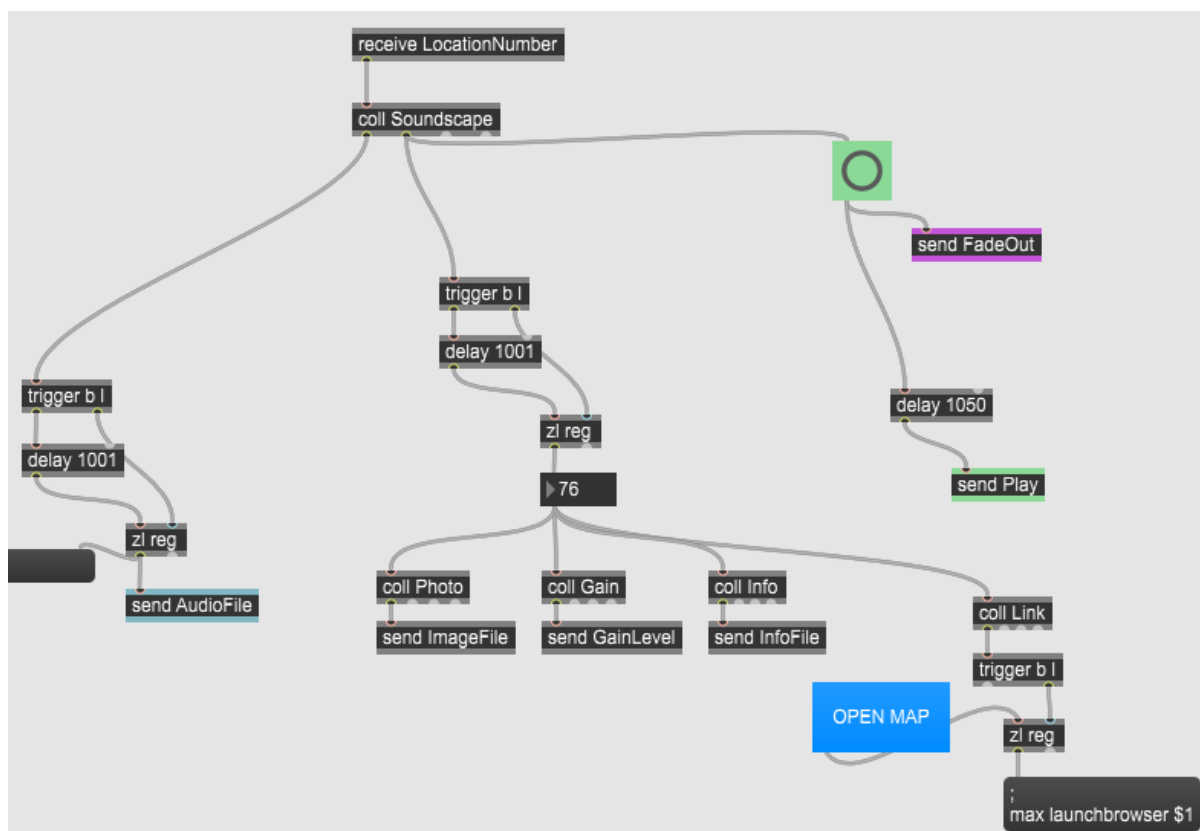 receive LocationNumber
coll Soundscape
send FadeOut
trigger b l
delay 1001
trigger b l
delay 1050
zl reg
delay 1001
76
send Play
zl reg
coll Photo
coll Gain
coll Info
send AudioFile
coll Link
send ImageFile
send GainLevel
send InfoFile
trigger b l
OPEN MAP
zl reg
;
max launchbrowser $1